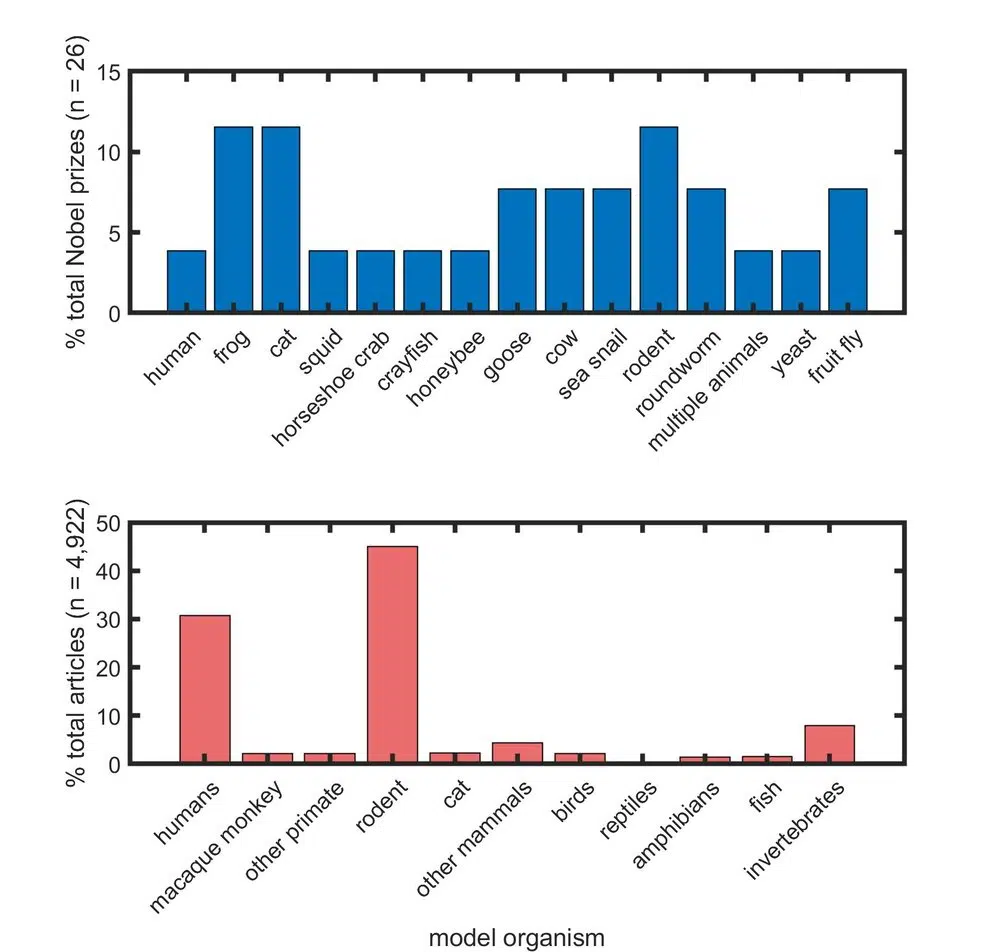 % total Nobel prizes (n = 26)
15
10
5
0
human
frog
cat
squid
horseshoe crab
crayfish
honeybee
goose
cow
sea snail
rodent
roundworm
multiple animals
yeast
fruit fly
% total articles (n = 4,922)
50
40
30
20
10
0
humans
macaque monkey
other primate
rodent
cat
other mammals
birds
reptiles
amphibians
fish
invertebrates
model organism